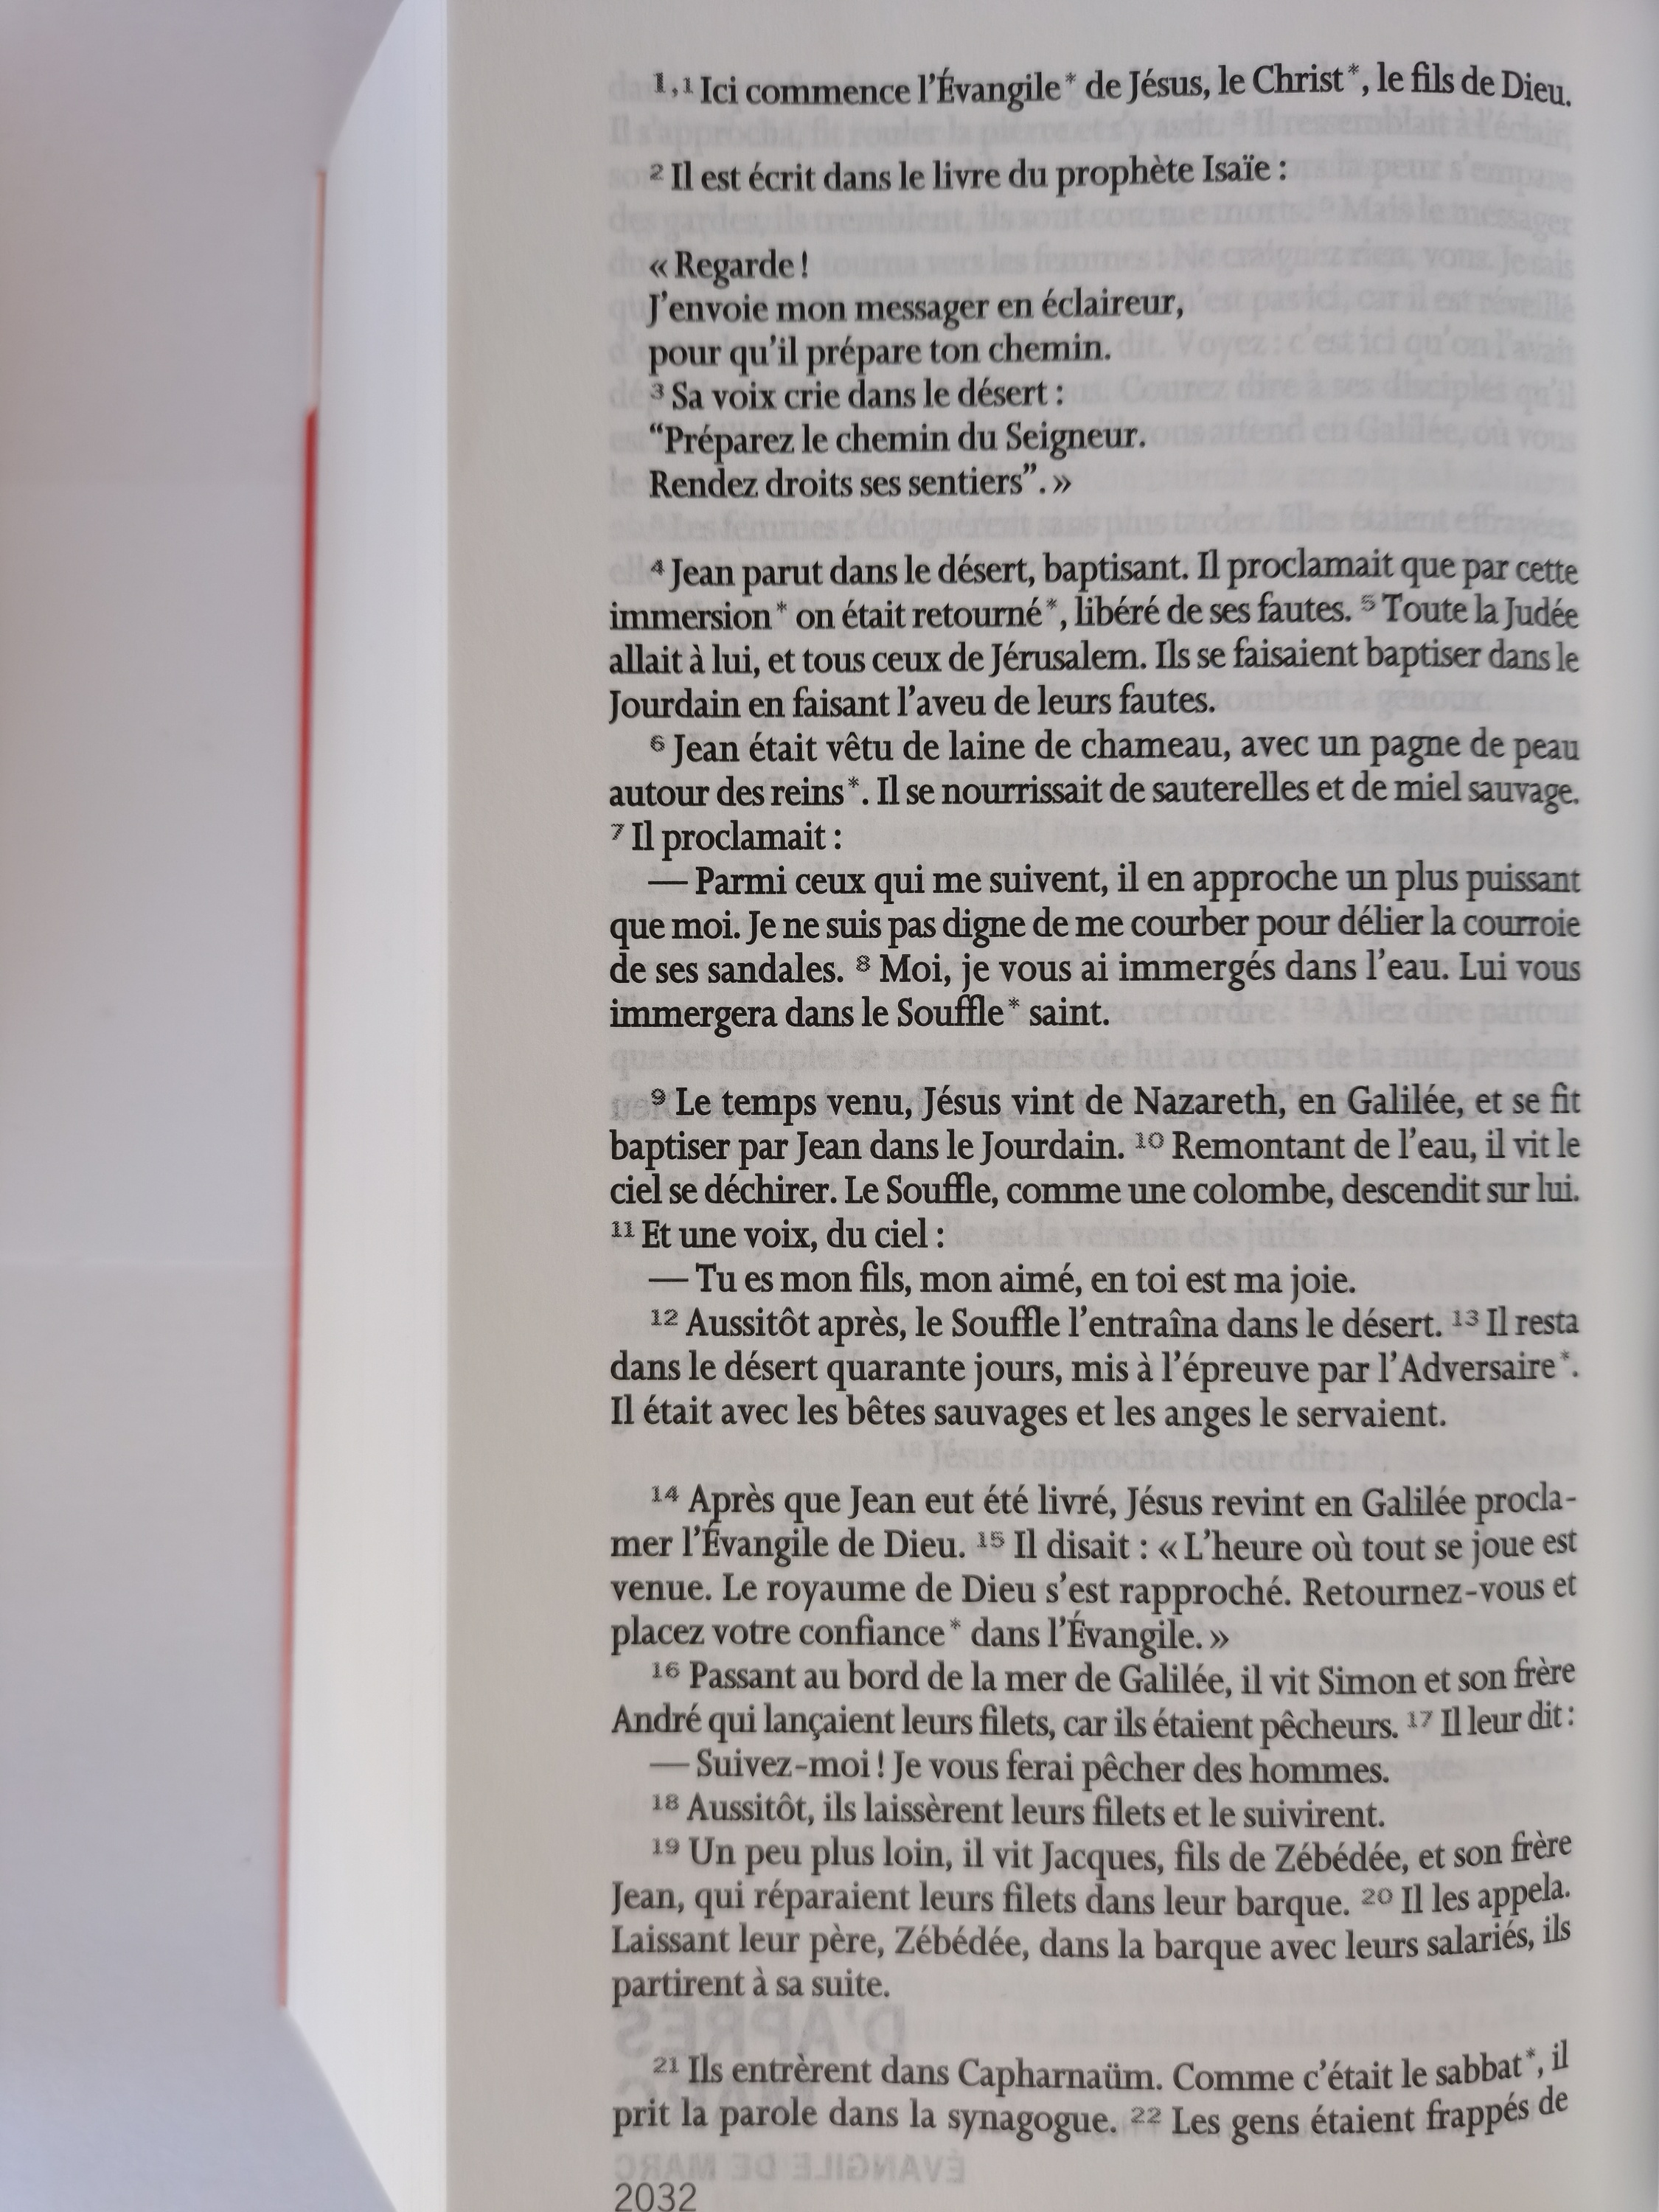 1,1 Ici commence l'Évangile* de Jésus, le Christ*, le fils de Dieu.
2 Il est écrit dans le livre du prophète Isaïe :
« Regarde !
J'envoie mon messager en éclaireur,
pour qu'il prépare ton chemin.
3 Sa voix crie dans le désert :
“Préparez le chemin du Seigneur.
Rendez droits ses sentiers”. »
4 Jean parut dans le désert, baptisant. Il proclamait que par cette
immersion* on était retourné*, libéré de ses fautes. 5 Toute la Judée
allait à lui, et tous ceux de Jérusalem. Ils se faisaient baptiser dans le
Jourdain en faisant l'aveu de leurs fautes.
6 Jean était vêtu de laine de chameau, avec un pagne de peau
autour des reins*. Il se nourrissait de sauterelles et de miel sauvage.
7 Il proclamait :
— Parmi ceux qui me suivent, il en approche un plus puissant
que moi. Je ne suis pas digne de me courber pour délier la courroie
de ses sandales. 8 Moi, je vous ai immergés dans l'eau. Lui vous
immergera dans le Souffle* saint.
9 Le temps venu, Jésus vint de Nazareth, en Galilée, et se fit
baptiser par Jean dans le Jourdain. 10 Remontant de l'eau, il vit le
ciel se déchirer. Le Souffle, comme une colombe, descendit sur lui.
11 Et une voix, du ciel :
— Tu es mon fils, mon aimé, en toi est ma joie.
12 Aussitôt après, le Souffle l'entraîna dans le désert. 13 Il resta
dans le désert quarante jours, mis à l'épreuve par l'Adversaire*.
Il était avec les bêtes sauvages et les anges le servaient.
14 Après que Jean eut été livré, Jésus revint en Galilée procla-
mer l'Évangile de Dieu. 15 Il disait : « L'heure où tout se joue est
venue. Le royaume de Dieu s'est rapproché. Retournez-vous et
placez votre confiance* dans l'Évangile. »
16 Passant au bord de la mer de Galilée, il vit Simon et son frère
André qui lançaient leurs filets, car ils étaient pêcheurs. 17 Il leur dit :
— Suivez-moi ! Je vous ferai pêcher des hommes.
18 Aussitôt, ils laissèrent leurs filets et le suivirent.
19 Un peu plus loin, il vit Jacques, fils de Zébédée, et son frère
Jean, qui réparaient leurs filets dans leur barque. 20 Il les appela.
Laissant leur père, Zébédée, dans la barque avec leurs salariés, ils
partirent à sa suite.
21 Ils entrèrent dans Capharnaüm. Comme c'était le sabbat*, il
prit la parole dans la synagogue. 22 Les gens étaient frappés de
2032